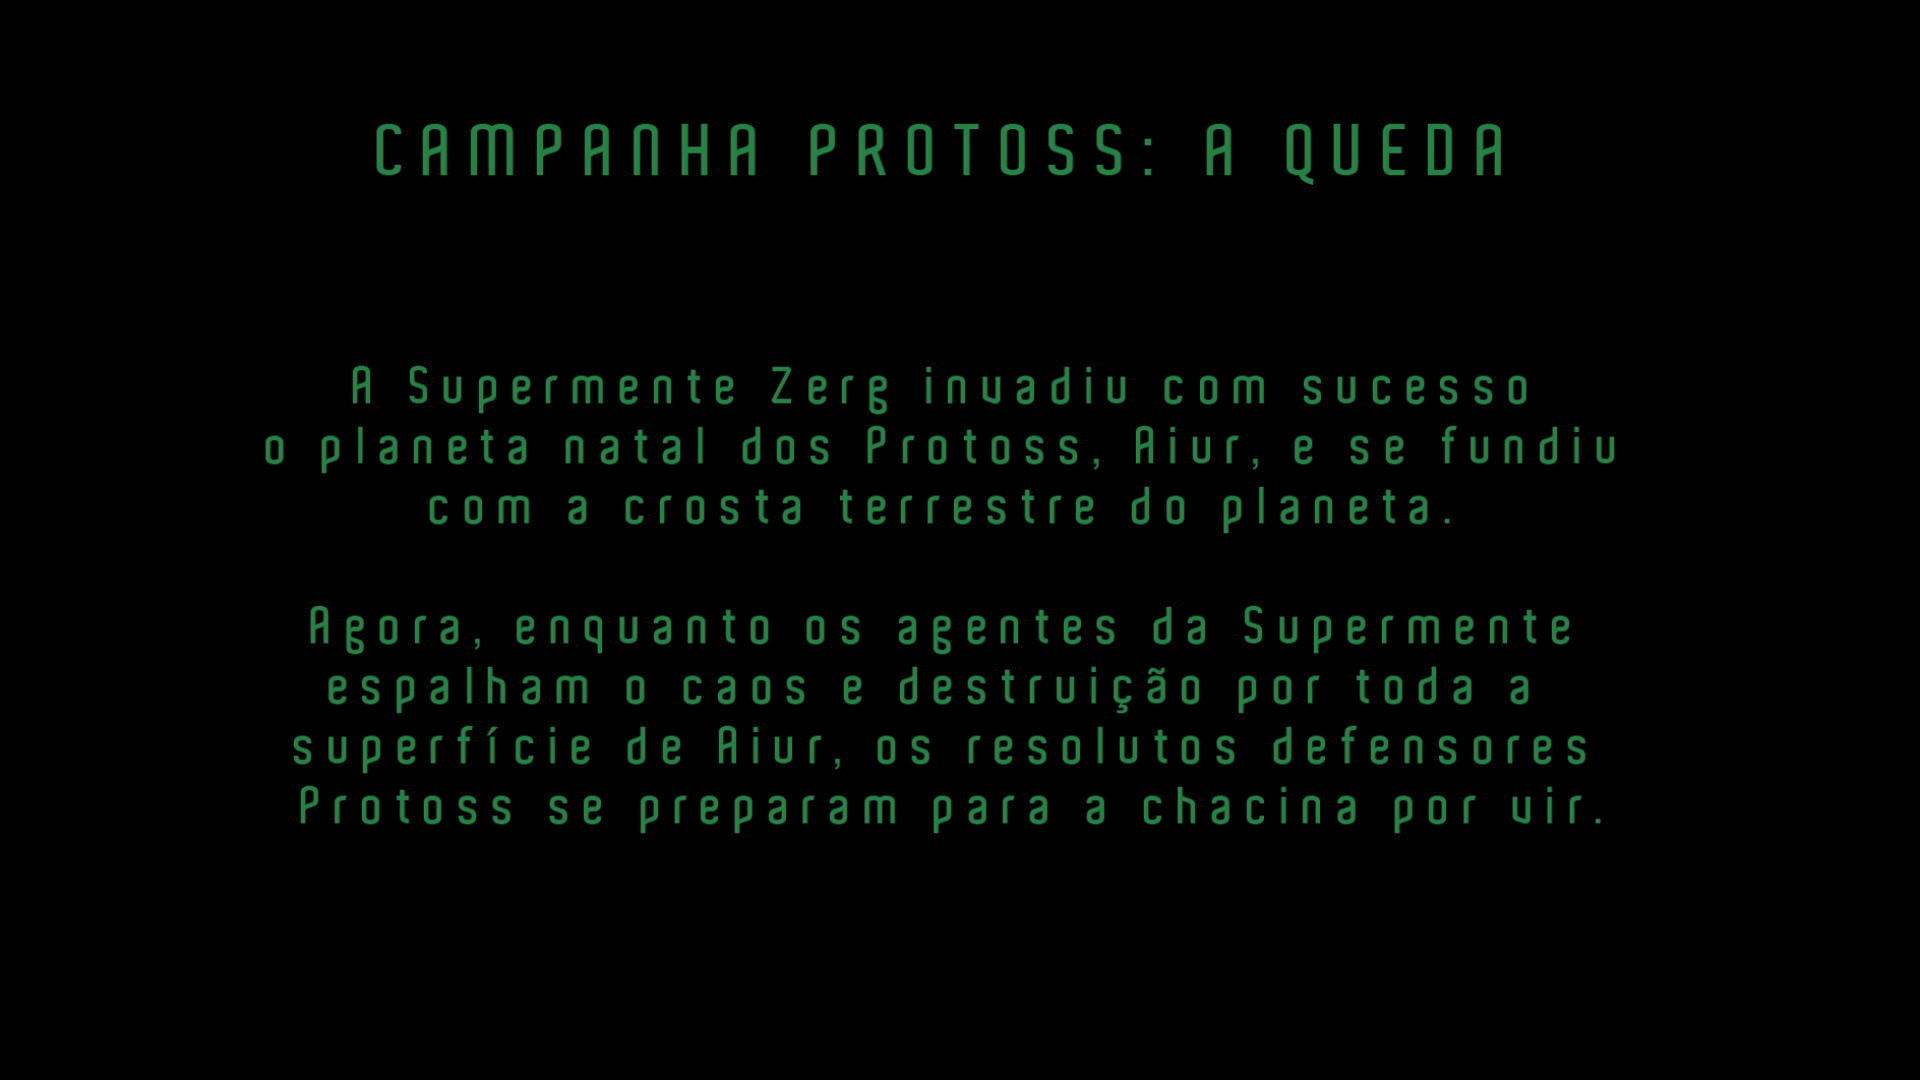 CAMPANHA PROTOSS: A QUEDA
A Supermente Zerg invadiu com sucesso
o planeta natal dos Protoss, Aiur, e se fundiu
com a crosta terrestre do planeta.
Agora, enquanto os agentes da Supermente
espalham o caos e destruição por toda a
superfície de Aiur, os resolutos defensores
Protoss se preparam para a chacina por vir.